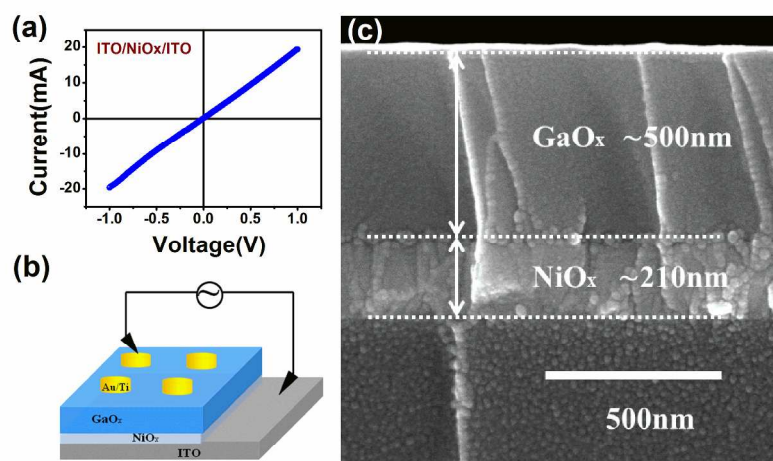 (a)
ITO/NiOx/ITO
Current(mA)
20
10
0
-10
-20
-1.0 -0.5 0.0 0.5 1.0
Voltage(V)
(b)
Au/Ti
GaOx
NiOx
ITO
(c)
GaOx ~500nm
NiOx ~210nm
500nm